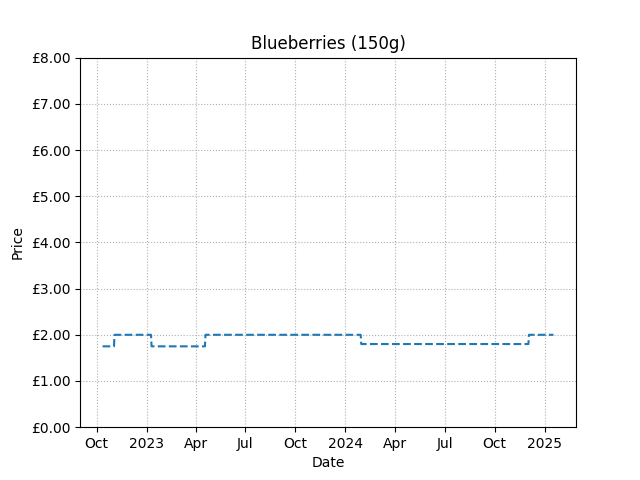 Blueberries (150g)
£8.00
£7.00
£6.00
£5.00
£4.00
£3.00
£2.00
£1.00
£0.00
Price
Oct 2023 Apr Jul Oct 2024 Apr Jul Oct 2025
Date